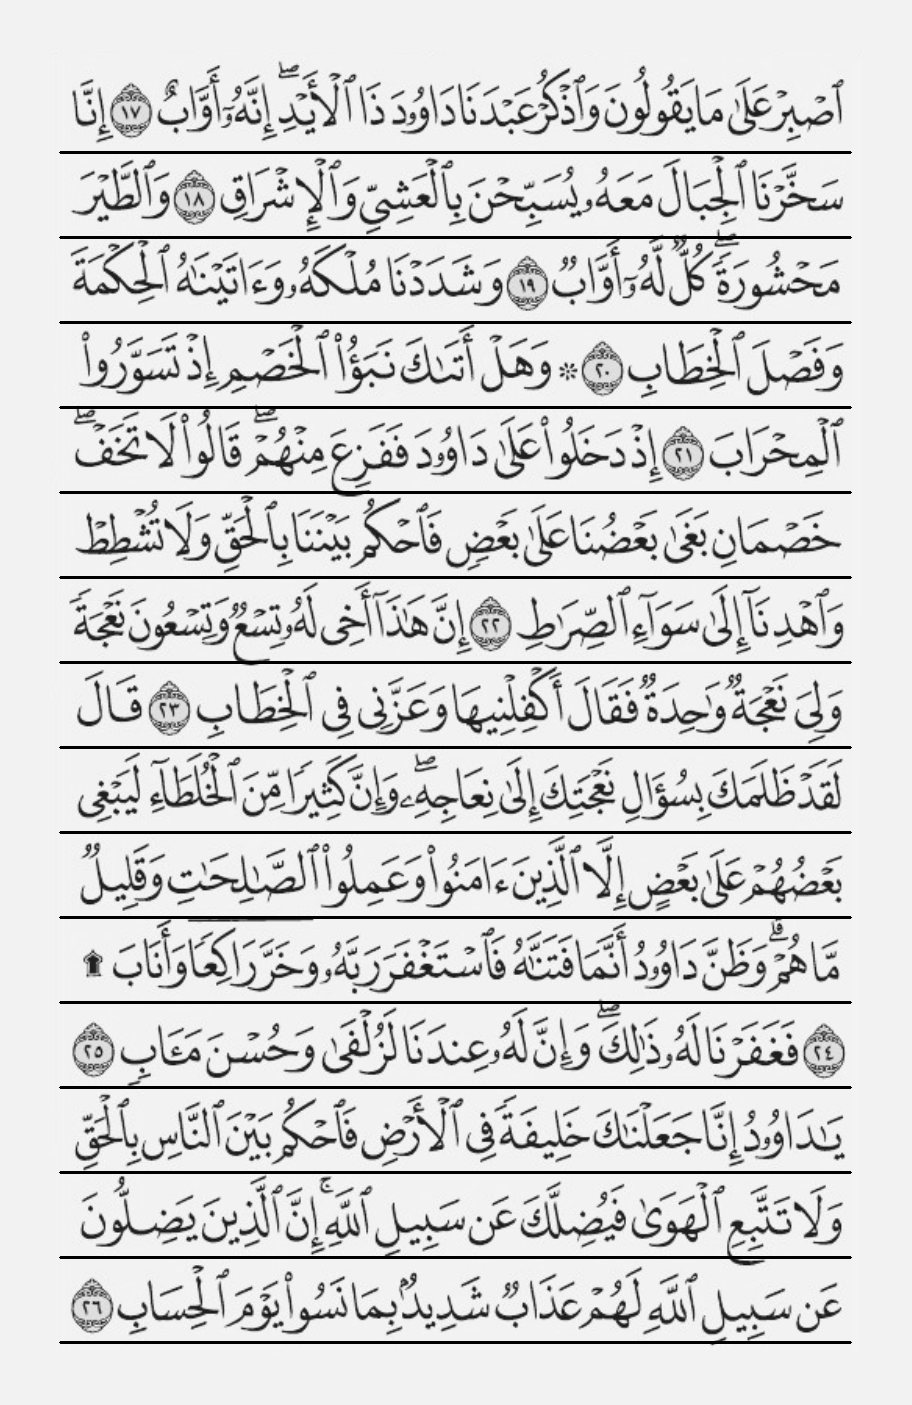 ٱصْبِرْ عَلَىٰ مَا يَقُولُونَ وَٱذْكُرْ عَبْدَنَا دَاوُۥدَ ذَا ٱلْأَيْدِ ۖ إِنَّهُۥٓ أَوَّابٌ ١٧ إِنَّا
سَخَّرْنَا ٱلْجِبَالَ مَعَهُۥ يُسَبِّحْنَ بِٱلْعَشِىِّ وَٱلْإِشْرَاقِ ١٨ وَٱلطَّيْرَ
مَحْشُورَةً ۖ كُلٌّ لَّهُۥٓ أَوَّابٌ ١٩ وَشَدَدْنَا مُلْكَهُۥ وَءَاتَيْنَـٰهُ ٱلْحِكْمَةَ
وَفَصْلَ ٱلْخِطَابِ ٢٠ ۞ وَهَلْ أَتَىٰكَ نَبَؤُا۟ ٱلْخَصْمِ إِذْ تَسَوَّرُوا۟
ٱلْمِحْرَابَ ٢١ إِذْ دَخَلُوا۟ عَلَىٰ دَاوُۥدَ فَفَزِعَ مِنْهُمْ ۖ قَالُوا۟ لَا تَخَفْ ۖ
خَصْمَانِ بَغَىٰ بَعْضُنَا عَلَىٰ بَعْضٍ فَٱحْكُم بَيْنَنَا بِٱلْحَقِّ وَلَا تُشْطِطْ
وَٱهْدِنَآ إِلَىٰ سَوَآءِ ٱلصِّرَٰطِ ٢٢ إِنَّ هَـٰذَآ أَخِى لَهُۥ تِسْعٌ وَتِسْعُونَ نَعْجَةً
وَلِىَ نَعْجَةٌ وَٰحِدَةٌ فَقَالَ أَكْفِلْنِيهَا وَعَزَّنِى فِى ٱلْخِطَابِ ٢٣ قَالَ
لَقَدْ ظَلَمَكَ بِسُؤَالِ نَعْجَتِكَ إِلَىٰ نِعَاجِهِۦ ۖ وَإِنَّ كَثِيرًا مِّنَ ٱلْخُلَطَآءِ لَيَبْغِى
بَعْضُهُمْ عَلَىٰ بَعْضٍ إِلَّا ٱلَّذِينَ ءَامَنُوا۟ وَعَمِلُوا۟ ٱلصَّـٰلِحَـٰتِ وَقَلِيلٌ
مَّا هُمْ ۗ وَظَنَّ دَاوُۥدُ أَنَّمَا فَتَنَّـٰهُ فَٱسْتَغْفَرَ رَبَّهُۥ وَخَرَّ رَاكِعًا وَأَنَابَ ۩
٢٤ فَغَفَرْنَا لَهُۥ ذَٰلِكَ ۖ وَإِنَّ لَهُۥ عِندَنَا لَزُلْفَىٰ وَحُسْنَ مَـَٔابٍ ٢٥
يَـٰدَاوُۥدُ إِنَّا جَعَلْنَـٰكَ خَلِيفَةً فِى ٱلْأَرْضِ فَٱحْكُم بَيْنَ ٱلنَّاسِ بِٱلْحَقِّ
وَلَا تَتَّبِعِ ٱلْهَوَىٰ فَيُضِلَّكَ عَن سَبِيلِ ٱللَّهِ ۚ إِنَّ ٱلَّذِينَ يَضِلُّونَ
عَن سَبِيلِ ٱللَّهِ لَهُمْ عَذَابٌ شَدِيدٌۢ بِمَا نَسُوا۟ يَوْمَ ٱلْحِسَابِ ٢٦